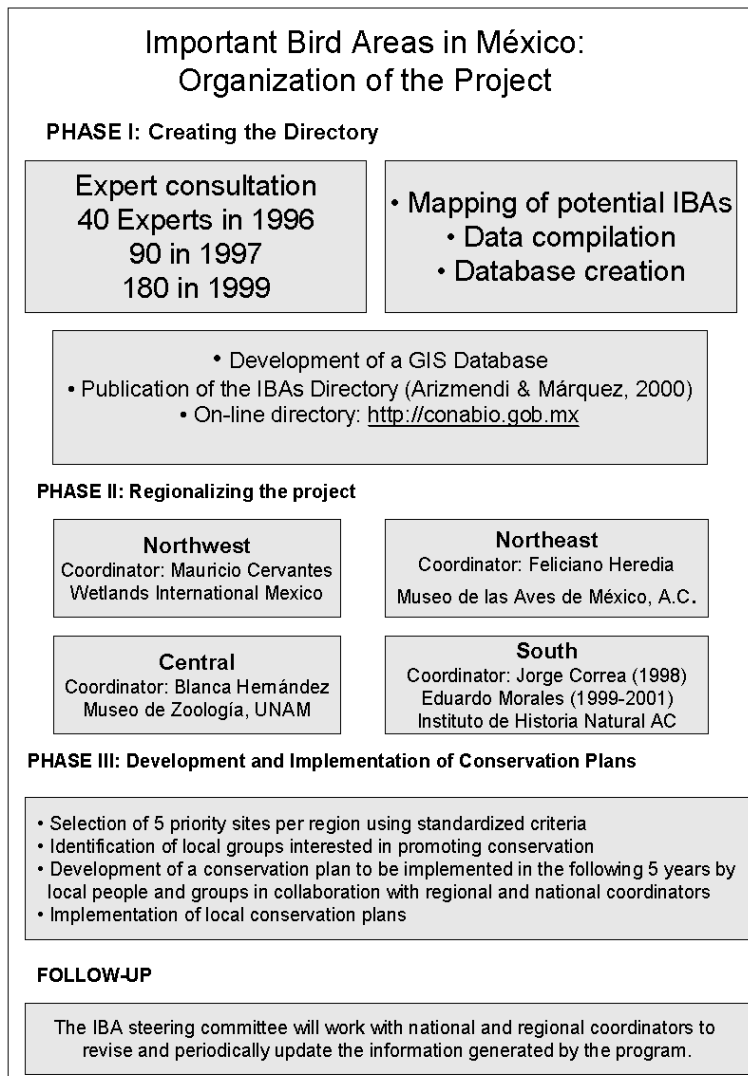 Important Bird Areas in México:
Organization of the Project
PHASE I: Creating the Directory
Expert consultation
40 Experts in 1996
90 in 1997
180 in 1999
• Mapping of potential IBAs
• Data compilation
• Database creation
• Development of a GIS Database
• Publication of the IBAs Directory (Arizmendi & Márquez, 2000)
• On-line directory: http://conabio.gob.mx
PHASE II: Regionalizing the project
Northwest
Coordinator: Mauricio Cervantes
Wetlands International Mexico
Northeast
Coordinator: Feliciano Heredia
Museo de las Aves de México, A.C.
Central
Coordinator: Blanca Hernández
Museo de Zoología, UNAM
South
Coordinator: Jorge Correa (1998)
Eduardo Morales (1999-2001)
Instituto de Historia Natural AC
PHASE III: Development and Implementation of Conservation Plans
• Selection of 5 priority sites per region using standardized criteria
• Identification of local groups interested in promoting conservation
• Development of a conservation plan to be implemented in the following 5 years by
local people and groups in collaboration with regional and national coordinators
• Implementation of local conservation plans
FOLLOW-UP
The IBA steering committee will work with national and regional coordinators to
revise and periodically update the information generated by the program.